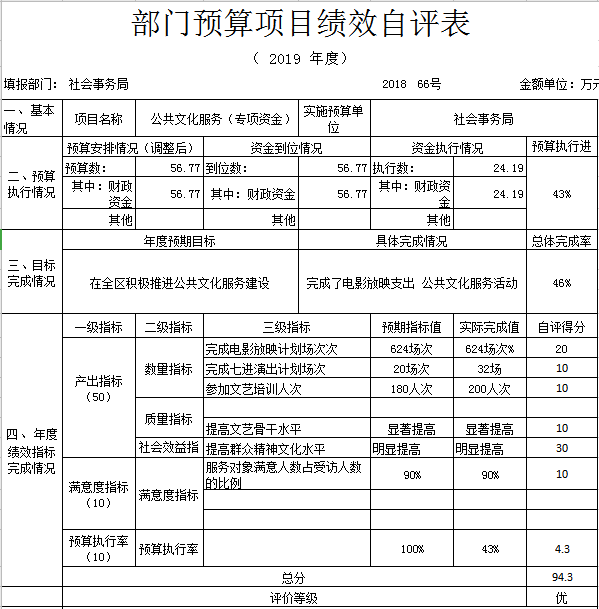 部门预算项目绩效自评表
（ 2019 年度）
填报部门： 社会事务局 2018 66号 金额单位：万元
一、基本情况 项目名称 公共文化服务（专项资金） 实施预算单位 社会事务局
二、预算执行情况 预算安排情况（调整后） 资金到位情况 资金执行情况 预算执行进
预算数： 56.77 到位数： 56.77 执行数： 24.19 43%
其中：财政资金 56.77 其中：财政资金 56.77 其中：财政资金 24.19
其他 其他 其他
三、目标完成情况 年度预期目标 具体完成情况 总体完成率
在全区积极推进公共文化服务建设 完成了电影放映支出 公共文化服务活动 46%
四、年度绩效指标完成情况 一级指标 二级指标 三级指标 预期指标值 实际完成值 自评得分
产出指标（50） 数量指标 完成电影放映计划场次次 624场次 624场次% 20
完成七进演出计划场次 20场次 32场 10
参加文艺培训人次 180人次 200人次 10
质量指标
提高文艺骨干水平 显著提高 显著提高 10
社会效益指 提高群众精神文化水平 明显提高 明显提高 30
满意度指标（10） 满意度指标 服务对象满意人数占受访人数的比例 90% 90% 10
预算执行率（10） 预算执行率 100% 43% 4.3
总分 94.3
评价等级 优